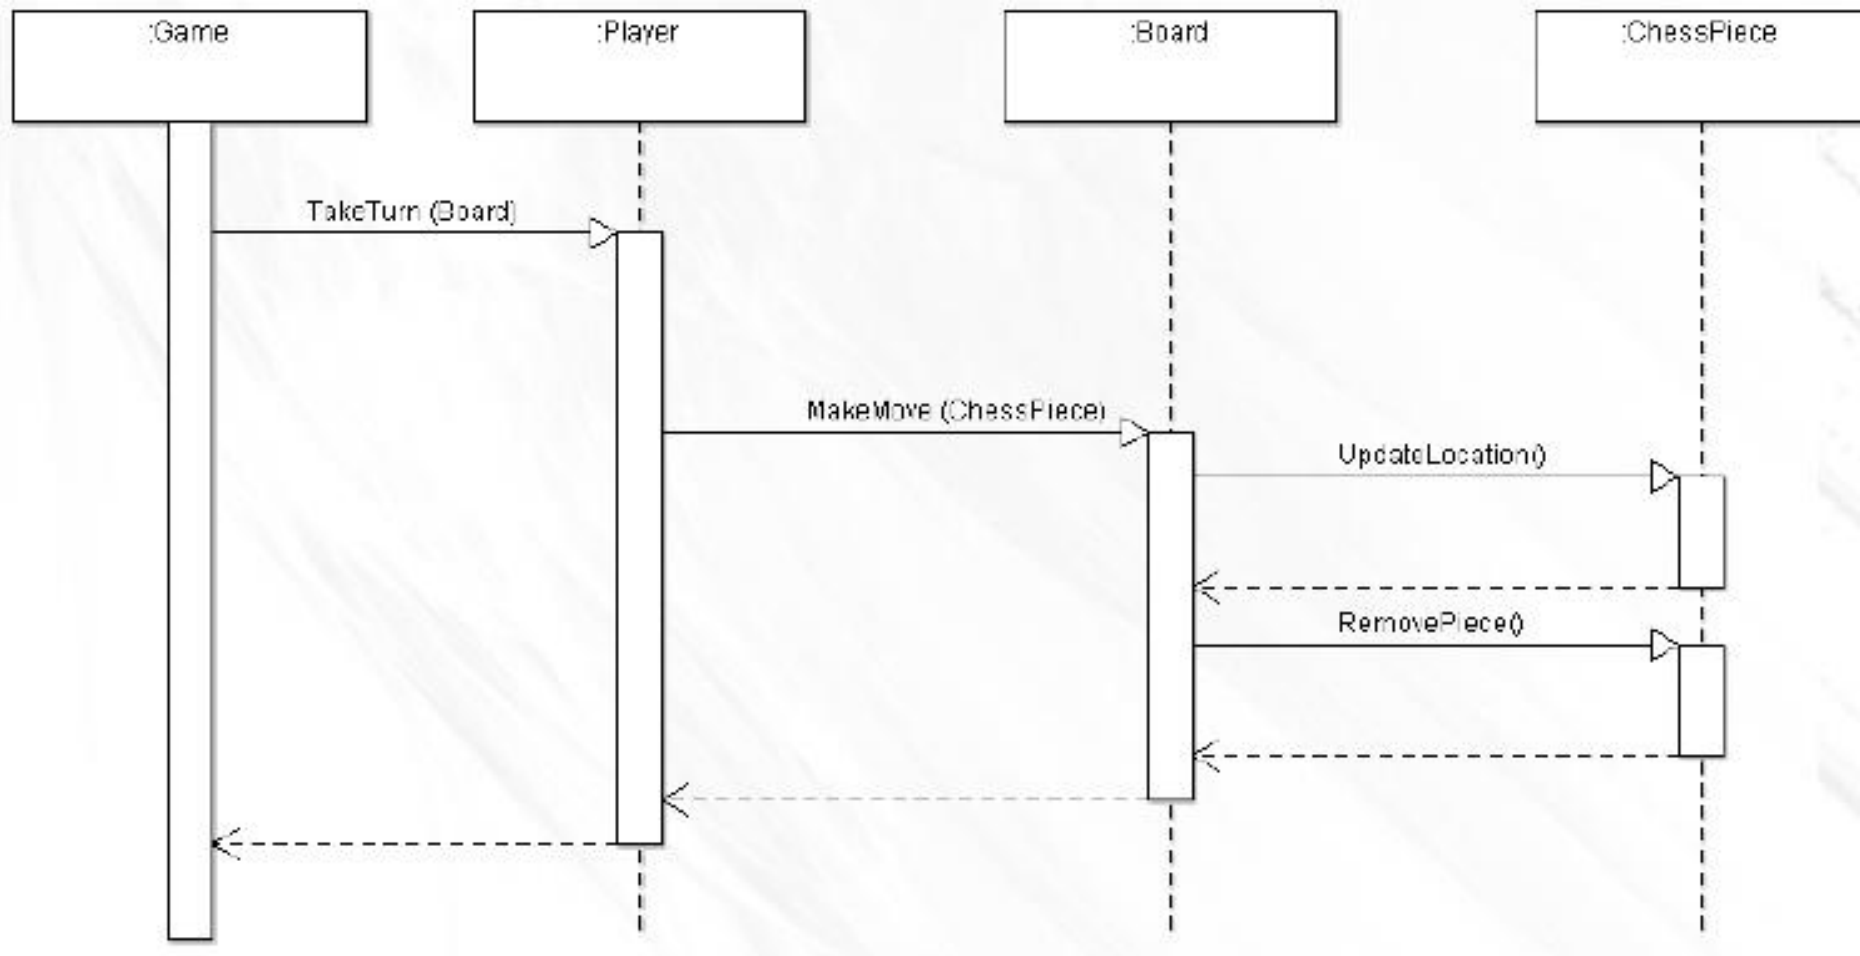 :Game
:Player
:Board
:ChessPiece
TakeTurn (Board)
MakeMove (ChessPiece)
UpdateLocation()
RemovePiece()